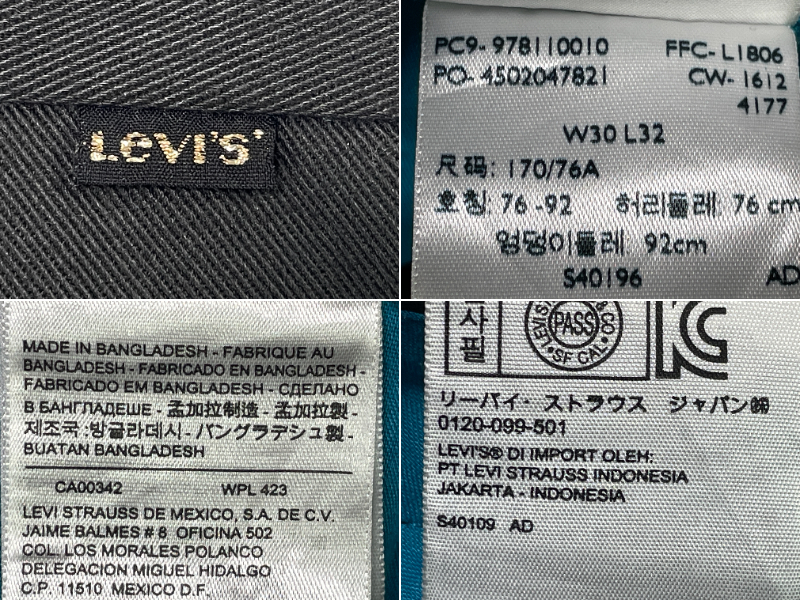 Levi's
PC9- 978110010 FFC- L1806
PO- 4502047821 CW- 1612
4177
W30 L32
尺码: 170/76A
호칭: 76 -92 허리둘레 76 cm
엉덩이둘레 92cm
S40196 AD
MADE IN BANGLADESH - FABRIQUE AU
BANGLADESH - FABRICADO EN BANGLADESH -
FABRICADO EM BANGLADESH - СДЕЛАНО
В БАНГЛАДЕШЕ - 孟加拉制造 - 孟加拉製 -
제조국 :방글라데시 - バングラデシュ製 -
BUATAN BANGLADESH
CA00342 WPL 423
LEVI STRAUSS DE MEXICO, S.A. DE C.V.
JAIME BALMES # 8 OFICINA 502
COL. LOS MORALES POLANCO
DELEGACION MIGUEL HIDALGO
C.P. 11510 MEXICO D.F.
사
필
PASS
LEVI S
& CO
SF CAL
リーバイ・ストラウス ジャパン㈱
0120-099-501
LEVI'S® DI IMPORT OLEH:
PT LEVI STRAUSS INDONESIA
JAKARTA - INDONESIA
S40109 AD